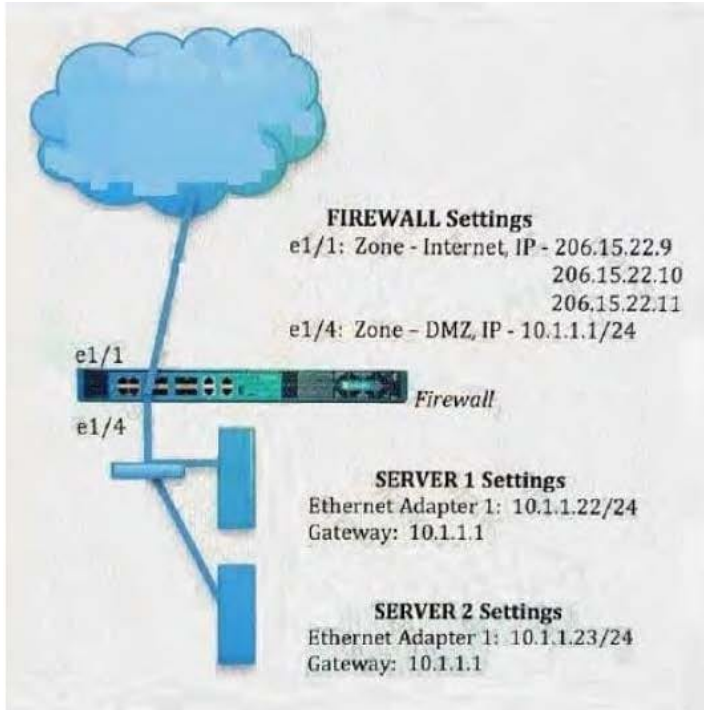 FIREWALL Settings
e1/1: Zone - Internet, IP - 206.15.22.9
206.15.22.10
206.15.22.11
e1/4: Zone – DMZ, IP - 10.1.1.1/24
e1/1
Firewall
e1/4
SERVER 1 Settings
Ethernet Adapter 1: 10.1.1.22/24
Gateway: 10.1.1.1
SERVER 2 Settings
Ethernet Adapter 1: 10.1.1.23/24
Gateway: 10.1.1.1